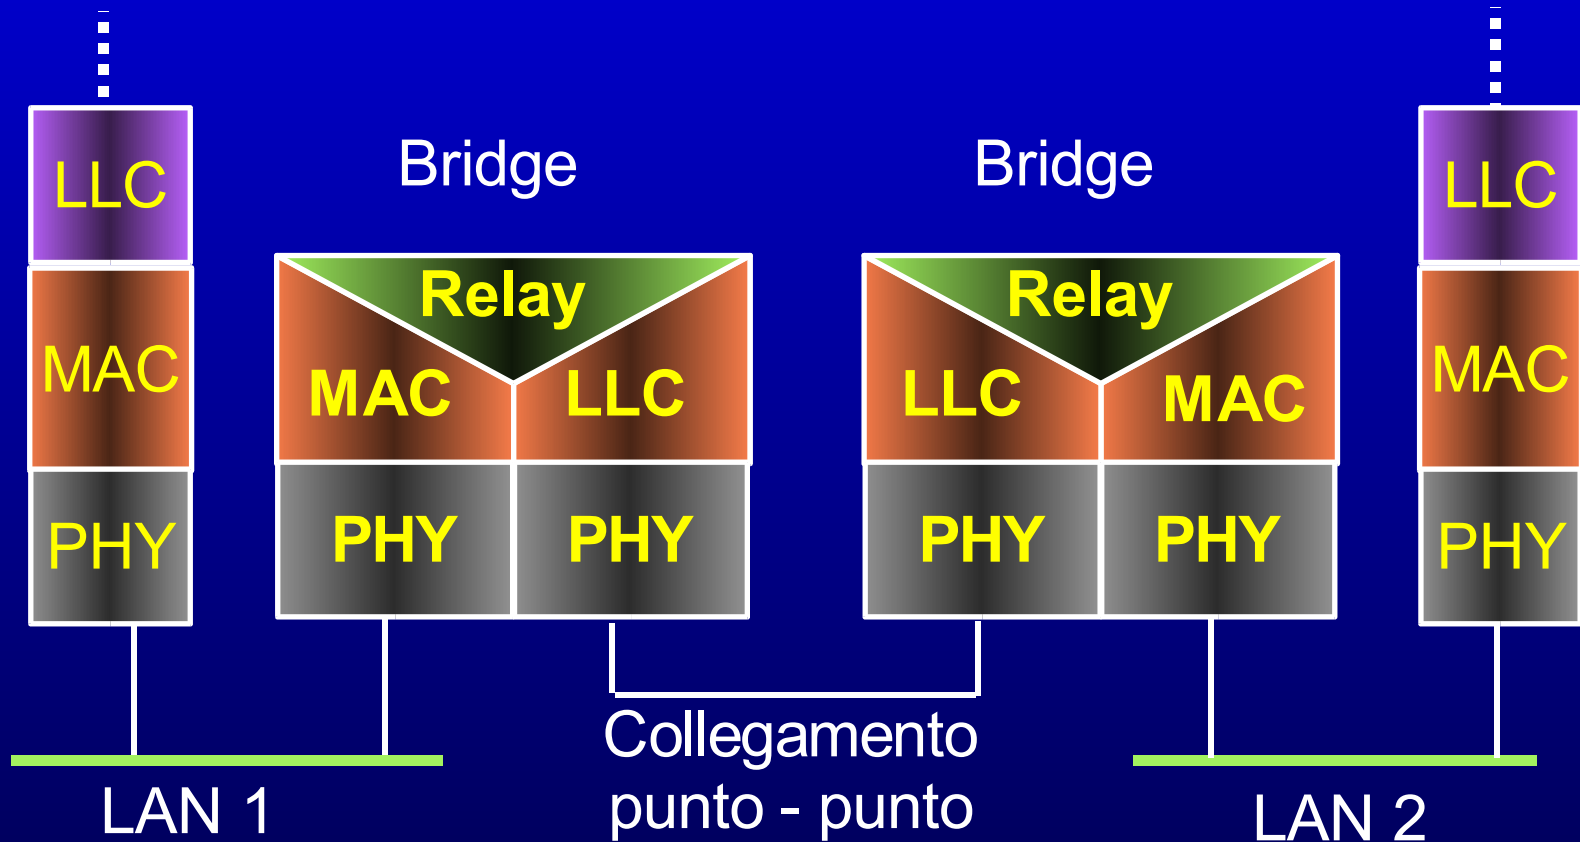 Bridge
Bridge
LLC
LLC
Relay
Relay
MAC
MAC
LLC
LLC
MAC
MAC
PHY
PHY
PHY
PHY
PHY
PHY
Collegamento
punto - punto
LAN 1
LAN 2